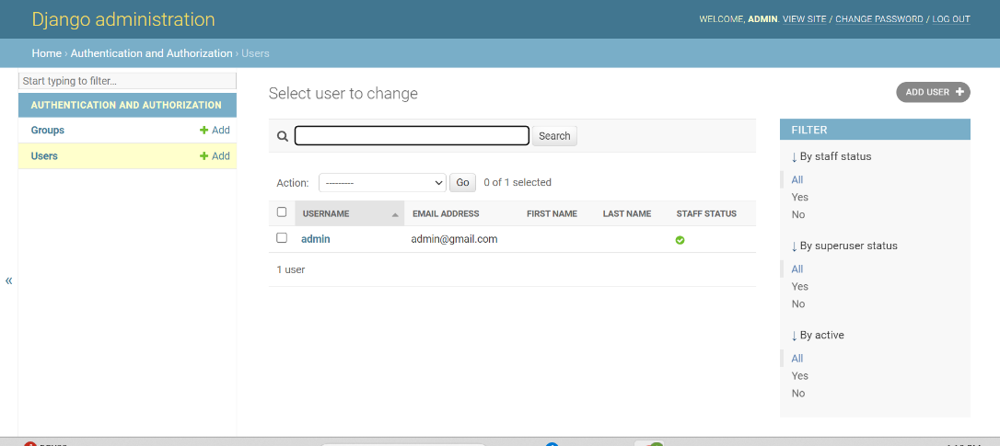 Django administration
WELCOME, ADMIN. VIEW SITE / CHANGE PASSWORD / LOG OUT
Home › Authentication and Authorization › Users
Start typing to filter...
AUTHENTICATION AND AUTHORIZATION
Groups + Add
Users + Add
«
Select user to change
ADD USER +
Search
Action: --------- Go 0 of 1 selected
USERNAME EMAIL ADDRESS FIRST NAME LAST NAME STAFF STATUS
admin admin@gmail.com
1 user
FILTER
↓ By staff status
All
Yes
No
↓ By superuser status
All
Yes
No
↓ By active
All
Yes
No